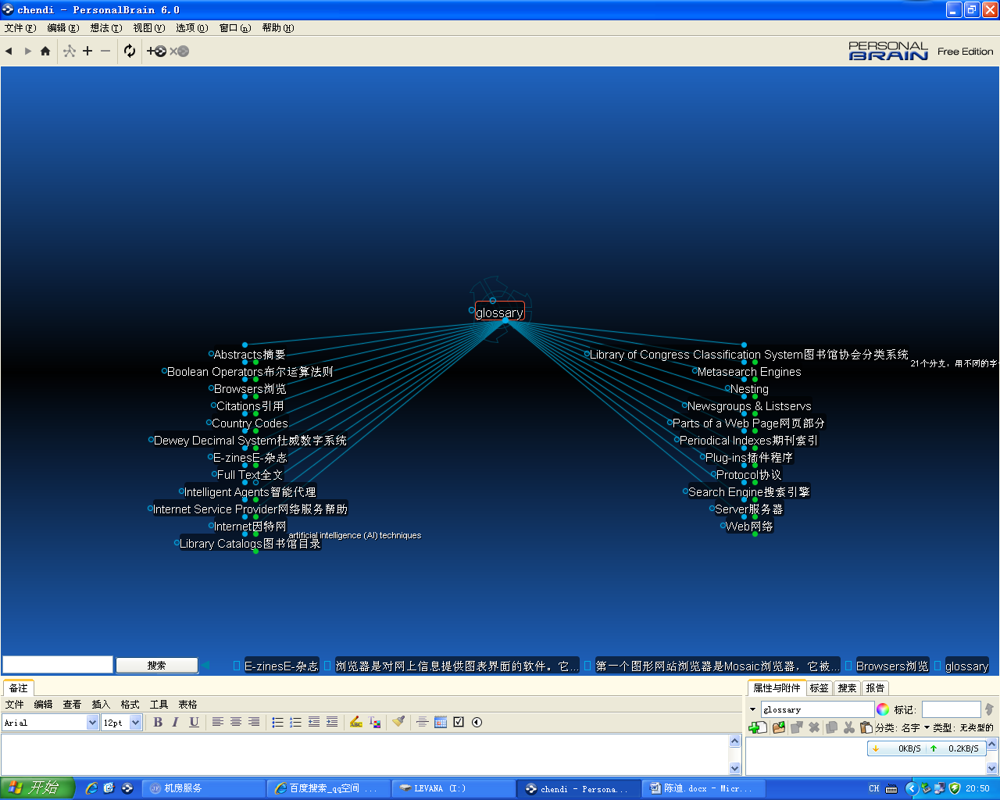 chendi - PersonalBrain 6.0
文件(F) 编辑(E) 想法(T) 视图(V) 选项(O) 窗口(n) 帮助(H)
PERSONAL BRAIN Free Edition
glossary
Abstracts摘要
Boolean Operators布尔运算法则
Browsers浏览
Citations引用
Country Codes
Dewey Decimal System杜威数字系统
E-zinesE-杂志
Full Text全文
Intelligent Agents智能代理
Internet Service Provider网络服务帮助
Internet因特网
artificial intelligence (AI) techniques
Library Catalogs图书馆目录
Library of Congress Classification System图书馆协会分类系统
21个分支，用不同的字
Metasearch Engines
Nesting
Newsgroups & Listservs
Parts of a Web Page网页部分
Periodical Indexes期刊索引
Plug-ins插件程序
Protocol协议
Search Engine搜索引擎
Server服务器
Web网络
搜索 E-zinesE-杂志 浏览器是对网上信息提供图表界面的软件。它... 第一个图形网站浏览器是Mosaic浏览器，它被... Browsers浏览 glossary
备注
文件 编辑 查看 插入 格式 工具 表格
Arial 12pt B I U
属性与附件 标签 搜索 报告
glossary 标记:
分类: 名字 类型: 无类型的
0KB/S 0.2KB/S
开始 机房服务 百度搜索_qq空间 ... LEVANA (I:) chendi - Persona... 陈迪.docx - Micr... CH 20:50